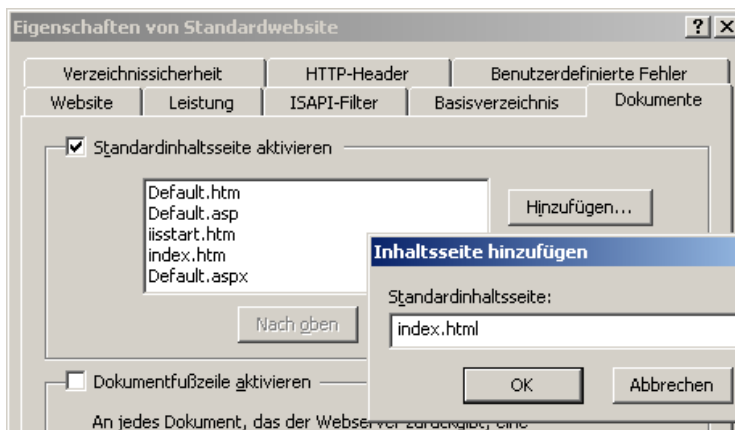 Eigenschaften von Standardwebsite
Verzeichnissicherheit HTTP-Header Benutzerdefinierte Fehler
Website Leistung ISAPI-Filter Basisverzeichnis Dokumente
Standardinhaltsseite aktivieren
Default.htm
Default.asp
iisstart.htm
index.htm
Default.aspx
Hinzufügen...
Nach oben
Inhaltsseite hinzufügen
Standardinhaltsseite:
index.html
OK Abbrechen
Dokumentfußzeile aktivieren
An jedes Dokument, das der Webserver zurückgibt, eine